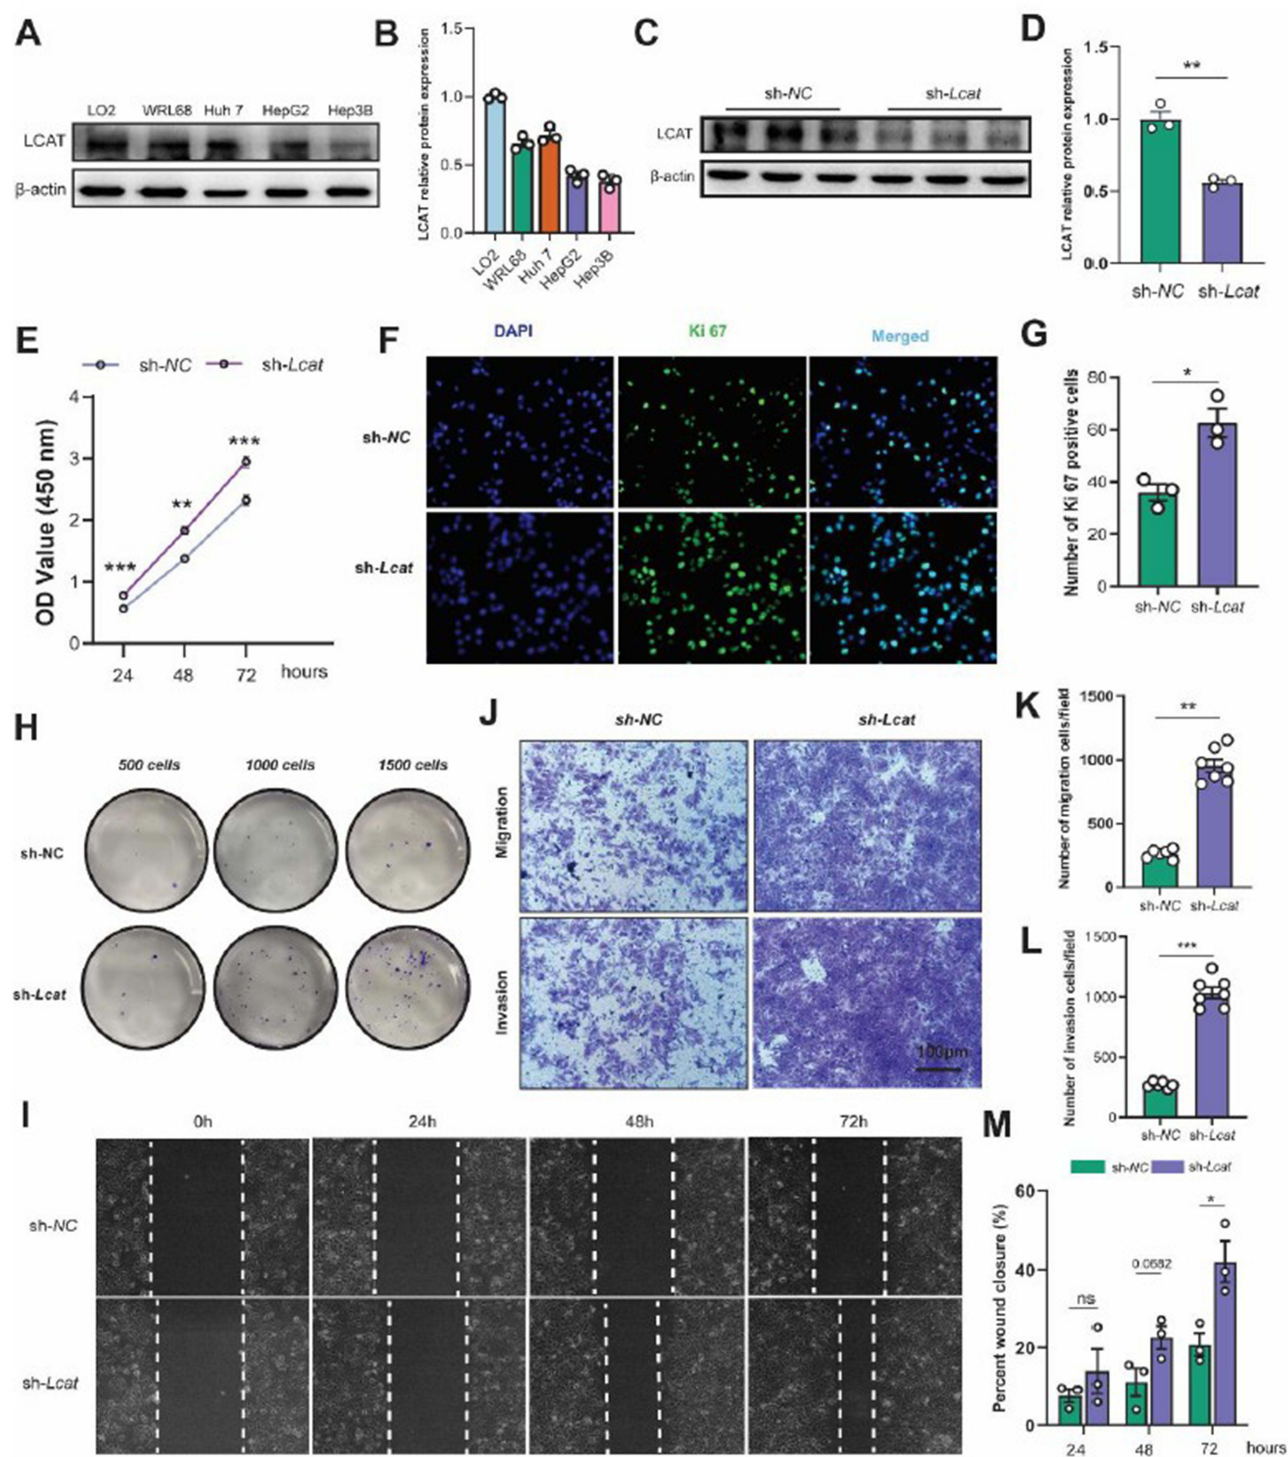 A
LO2 WRL68 Huh 7 HepG2 Hep3B
LCAT
β-actin
B
LCAT relative protein expression
1.5
1.0
0.5
0.0
LO2 WRL68 Huh 7 HepG2 Hep3B
C
sh-NC sh-Lcat
LCAT
β-actin
D
LCAT relative protein expression
1.5
1.0
0.5
0.0
**
sh-NC sh-Lcat
E
sh-NC sh-Lcat
OD Value (450 nm)
4
3
2
1
0
*** ** ***
24 48 72 hours
F
DAPI Ki 67 Merged
sh-NC
sh-Lcat
G
Number of Ki 67 positive cells
80
60
40
20
0
*
sh-NC sh-Lcat
H
500 cells 1000 cells 1500 cells
sh-NC
sh-Lcat
J
sh-NC sh-Lcat
Migration
Invasion
100µm
K
Number of migration cells/field
1500
1000
500
0
**
sh-NC sh-Lcat
L
Number of invasion cells/field
1500
1000
500
0
***
sh-NC sh-Lcat
I
0h 24h 48h 72h
sh-NC
sh-Lcat
M
sh-NC sh-Lcat
Percent wound closure (%)
60
40
20
0
ns 0.0682 *
24 48 72 hours